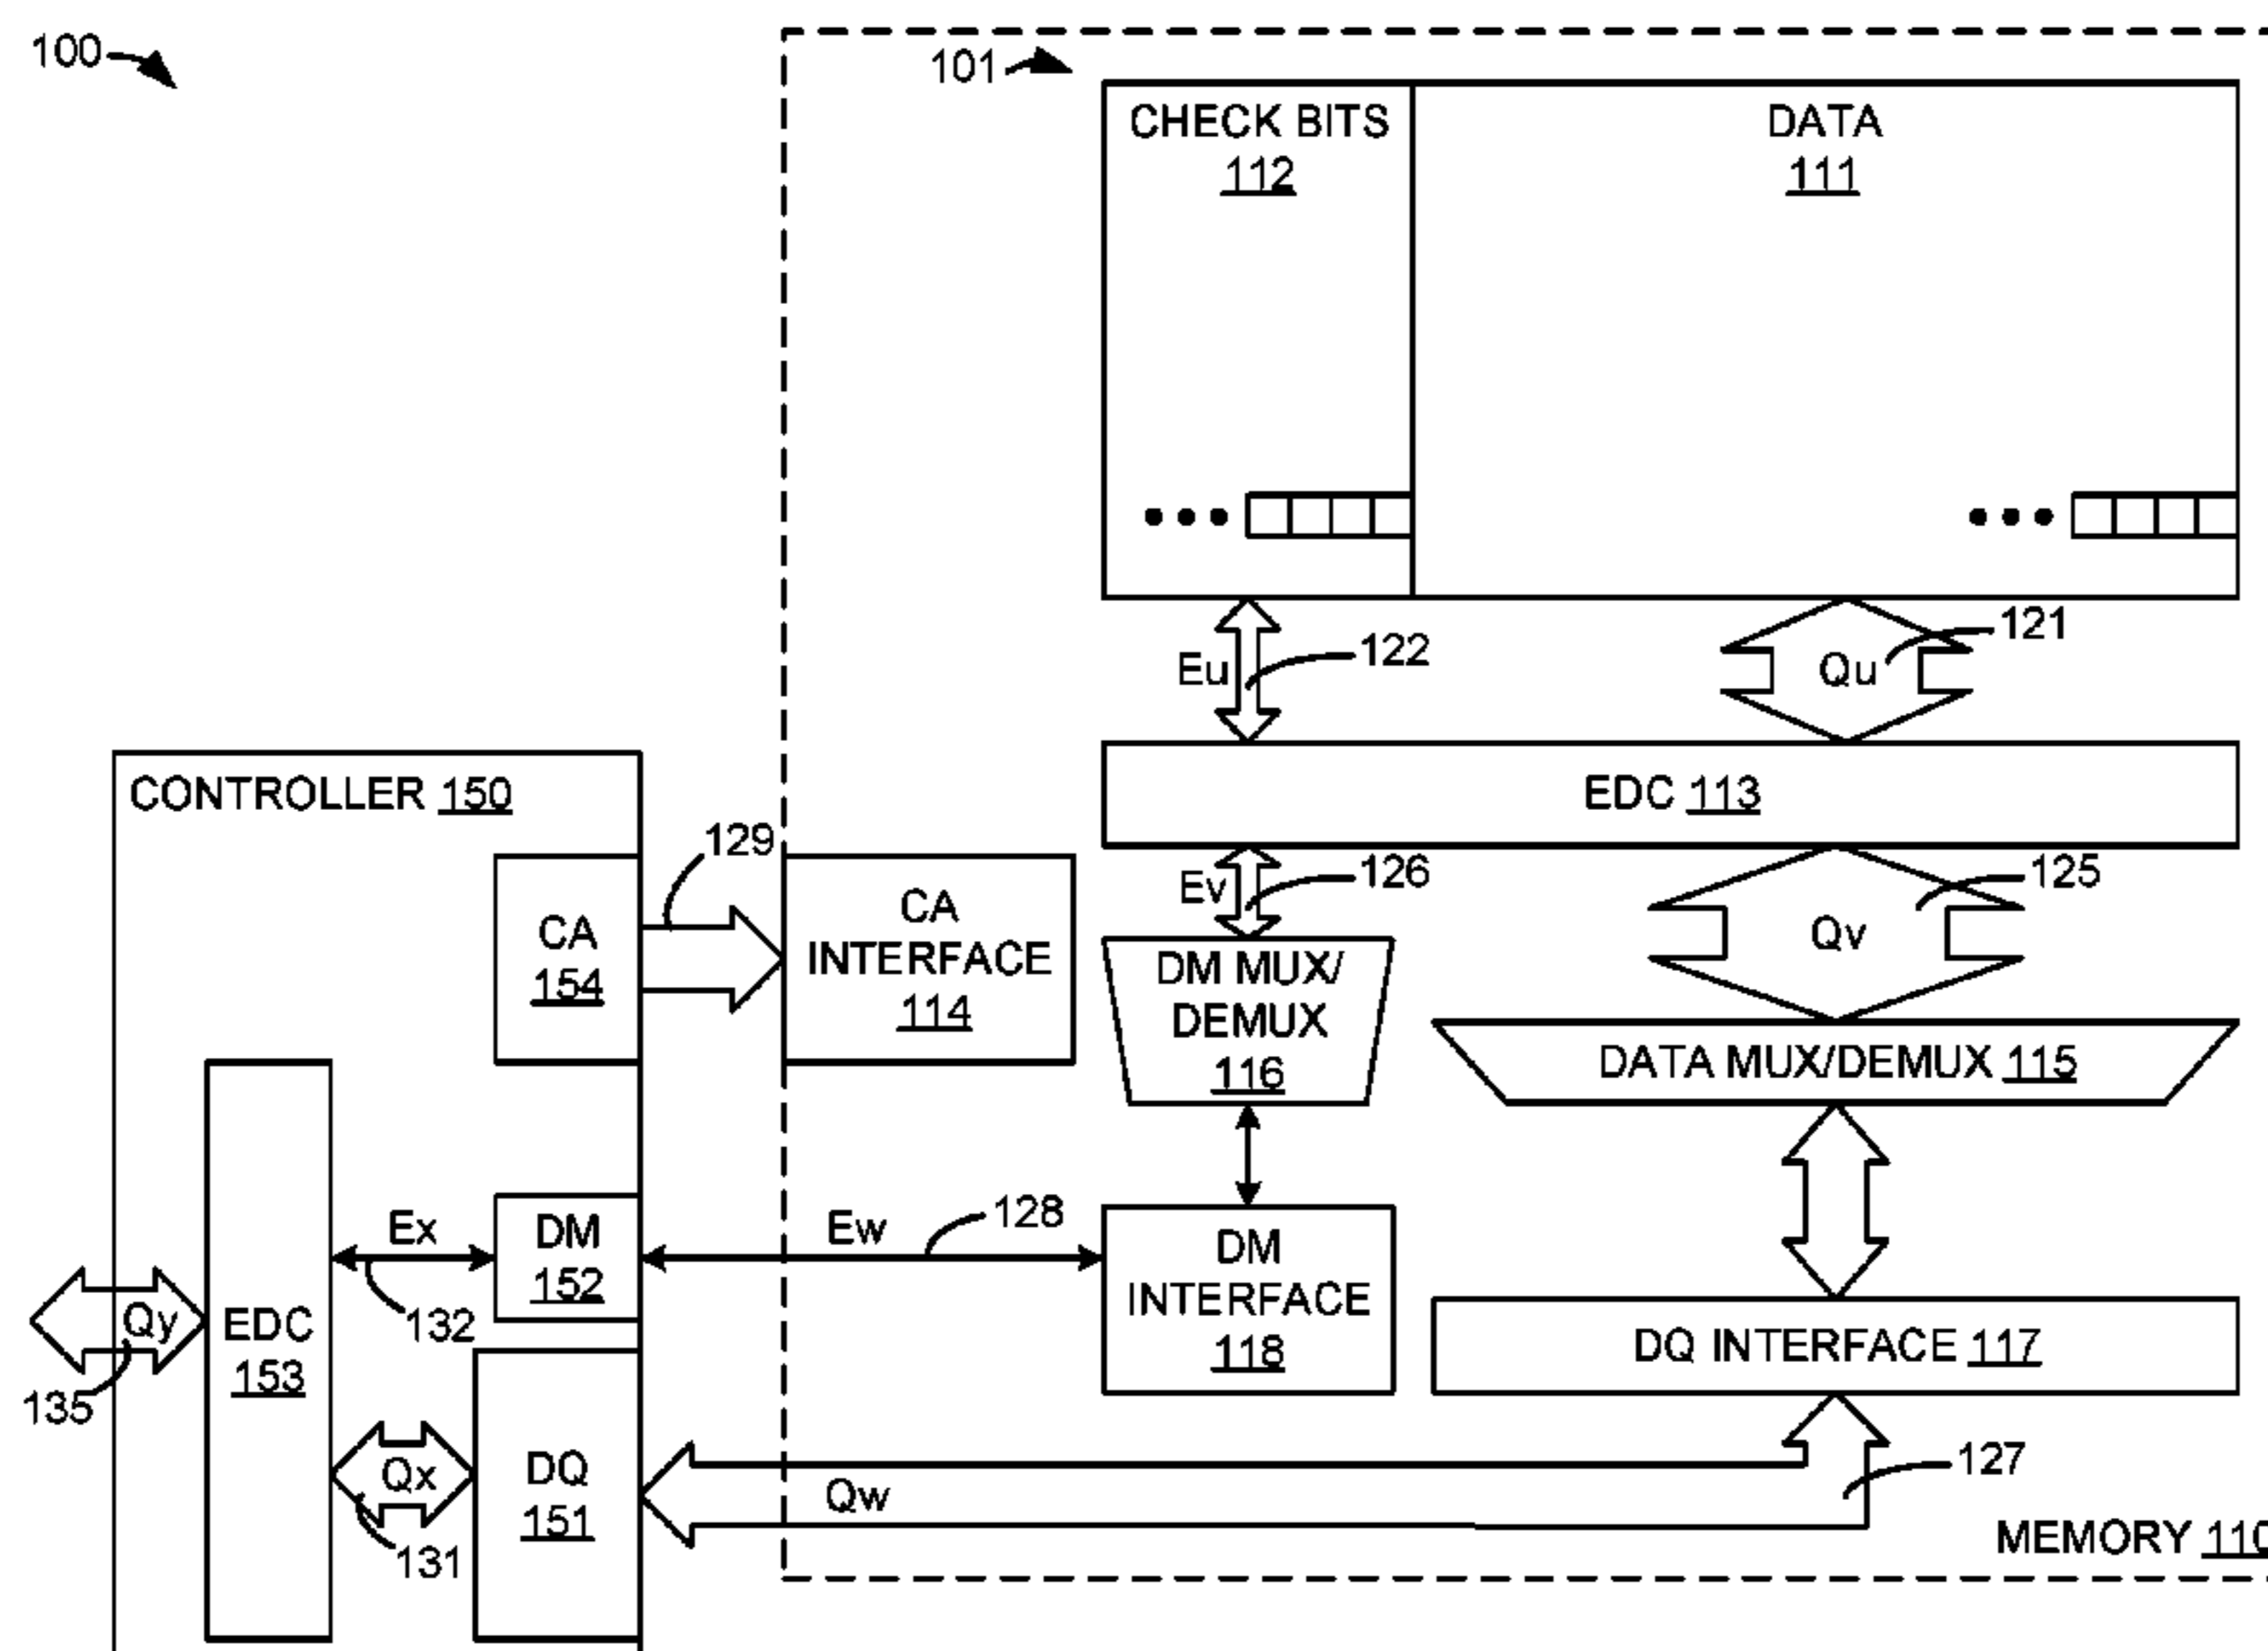 100
101
CHECK BITS
112
DATA
111
Eu
122
Qu
121
EDC 113
CONTROLLER 150
129
CA
154
CA
INTERFACE
114
Ev
126
Qv
125
DM MUX/
DEMUX
116
DATA MUX/DEMUX 115
Ex
132
DM
152
Ew
128
DM
INTERFACE
118
DQ INTERFACE 117
Qy
135
EDC
153
Qx
131
DQ
151
Qw
127
MEMORY 110